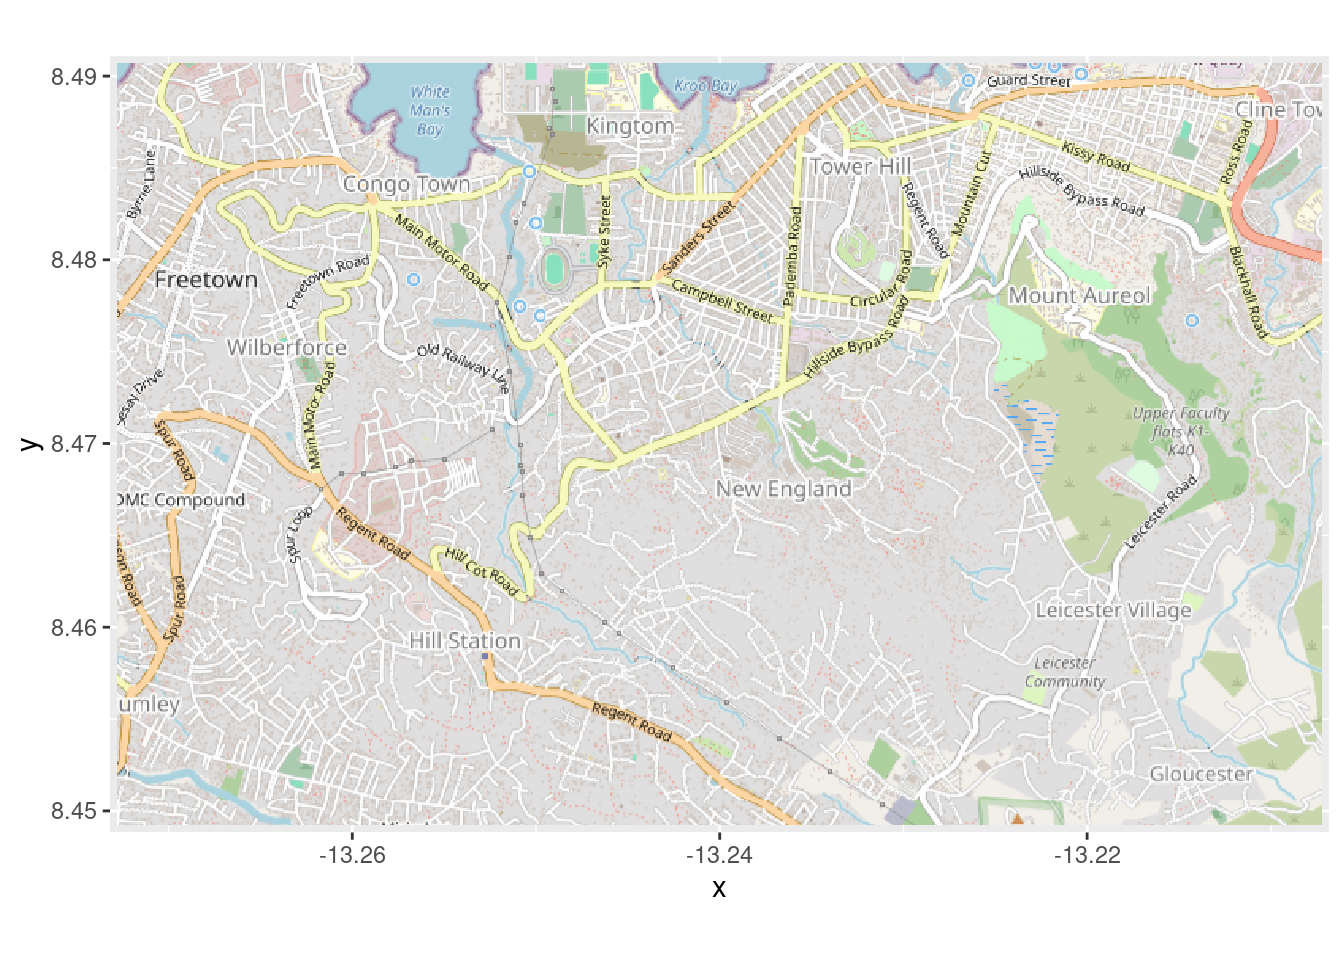 8.49
8.48
8.47
8.46
8.45
y
-13.26
-13.24
-13.22
x
White
Man's
Bay
Kroo Bay
Guard Street
Cline Tow
Kingtom
Kissy Road
Ross Road
Byrne Lane
Tower Hill
Congo Town
Mountain Cut
Hillside Bypass Road
Regent Road
Main Motor Road
Syke Street
Sanders Street
Pademba Road
Freetown
Freetown Road
Circular Road
Campbell Street
Mount Aureol
Blackhall Road
Wilberforce
Old Railway Line
Hillside Bypass Road
Main Motor Road
Upper Faculty
flats K1-
K40
Spur Road
New England
OMC Compound
Leicester Road
Spur Loop
Regent Road
Hill Cot Road
Spur Road
Leicester Village
Hill Station
Leicester
Community
umley
Regent Road
Gloucester